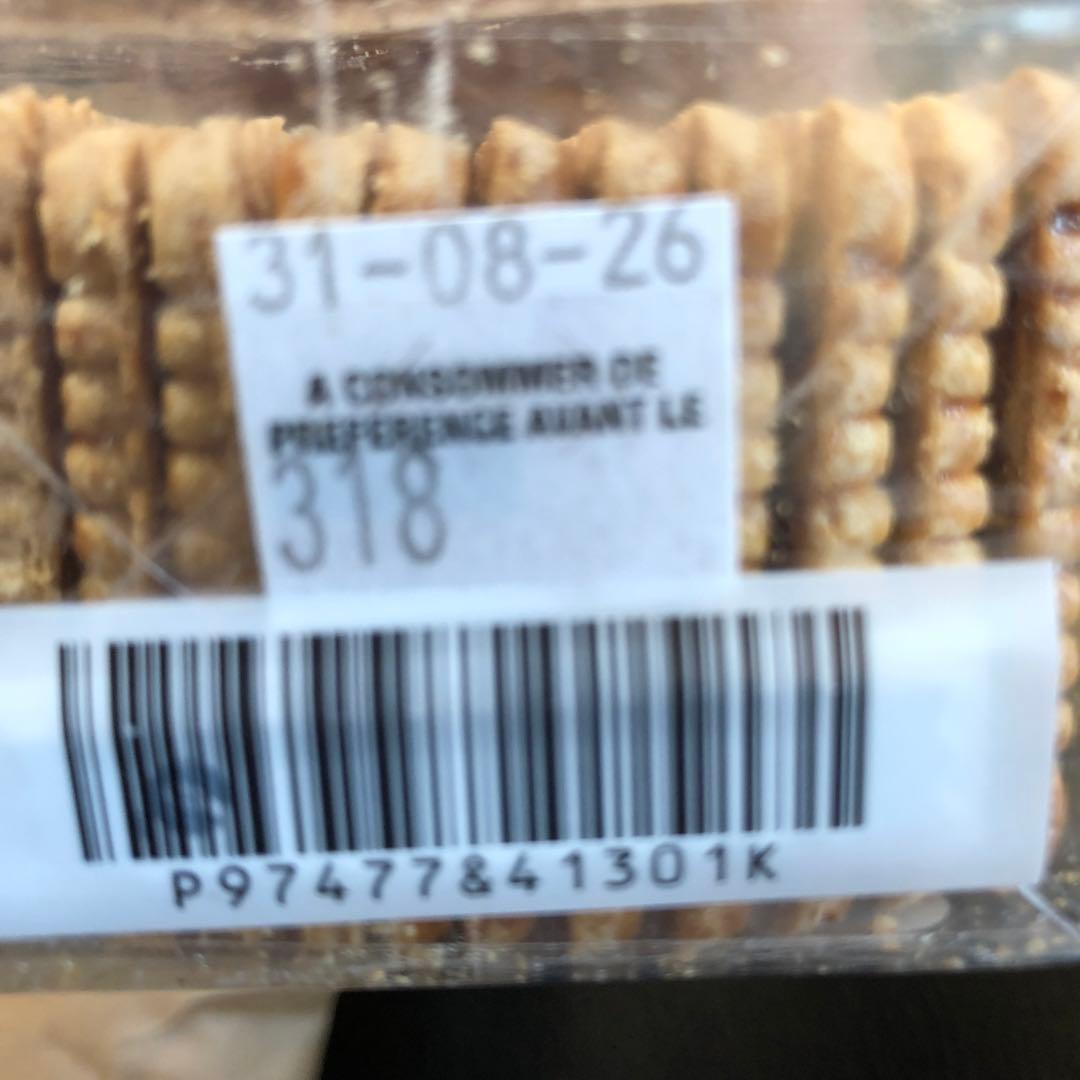 31-08-26
A CONSOMMER DE
PREFERENCE AVANT LE
318
P97477&41301K